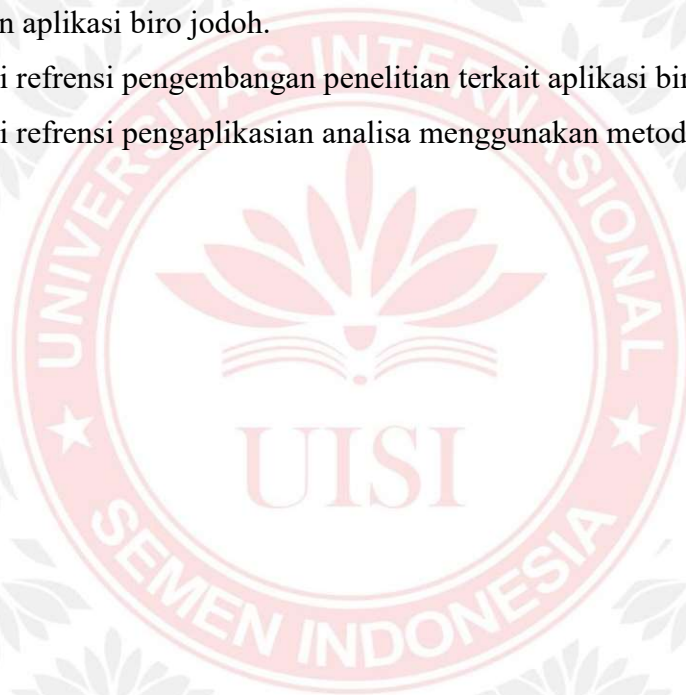 n aplikasi biro jodoh.
i refrensi pengembangan penelitian terkait aplikasi bir
i refrensi pengaplikasian analisa menggunakan metod
UNIVERSITAS INTERNASIONAL
UISI
SEMEN INDONESIA